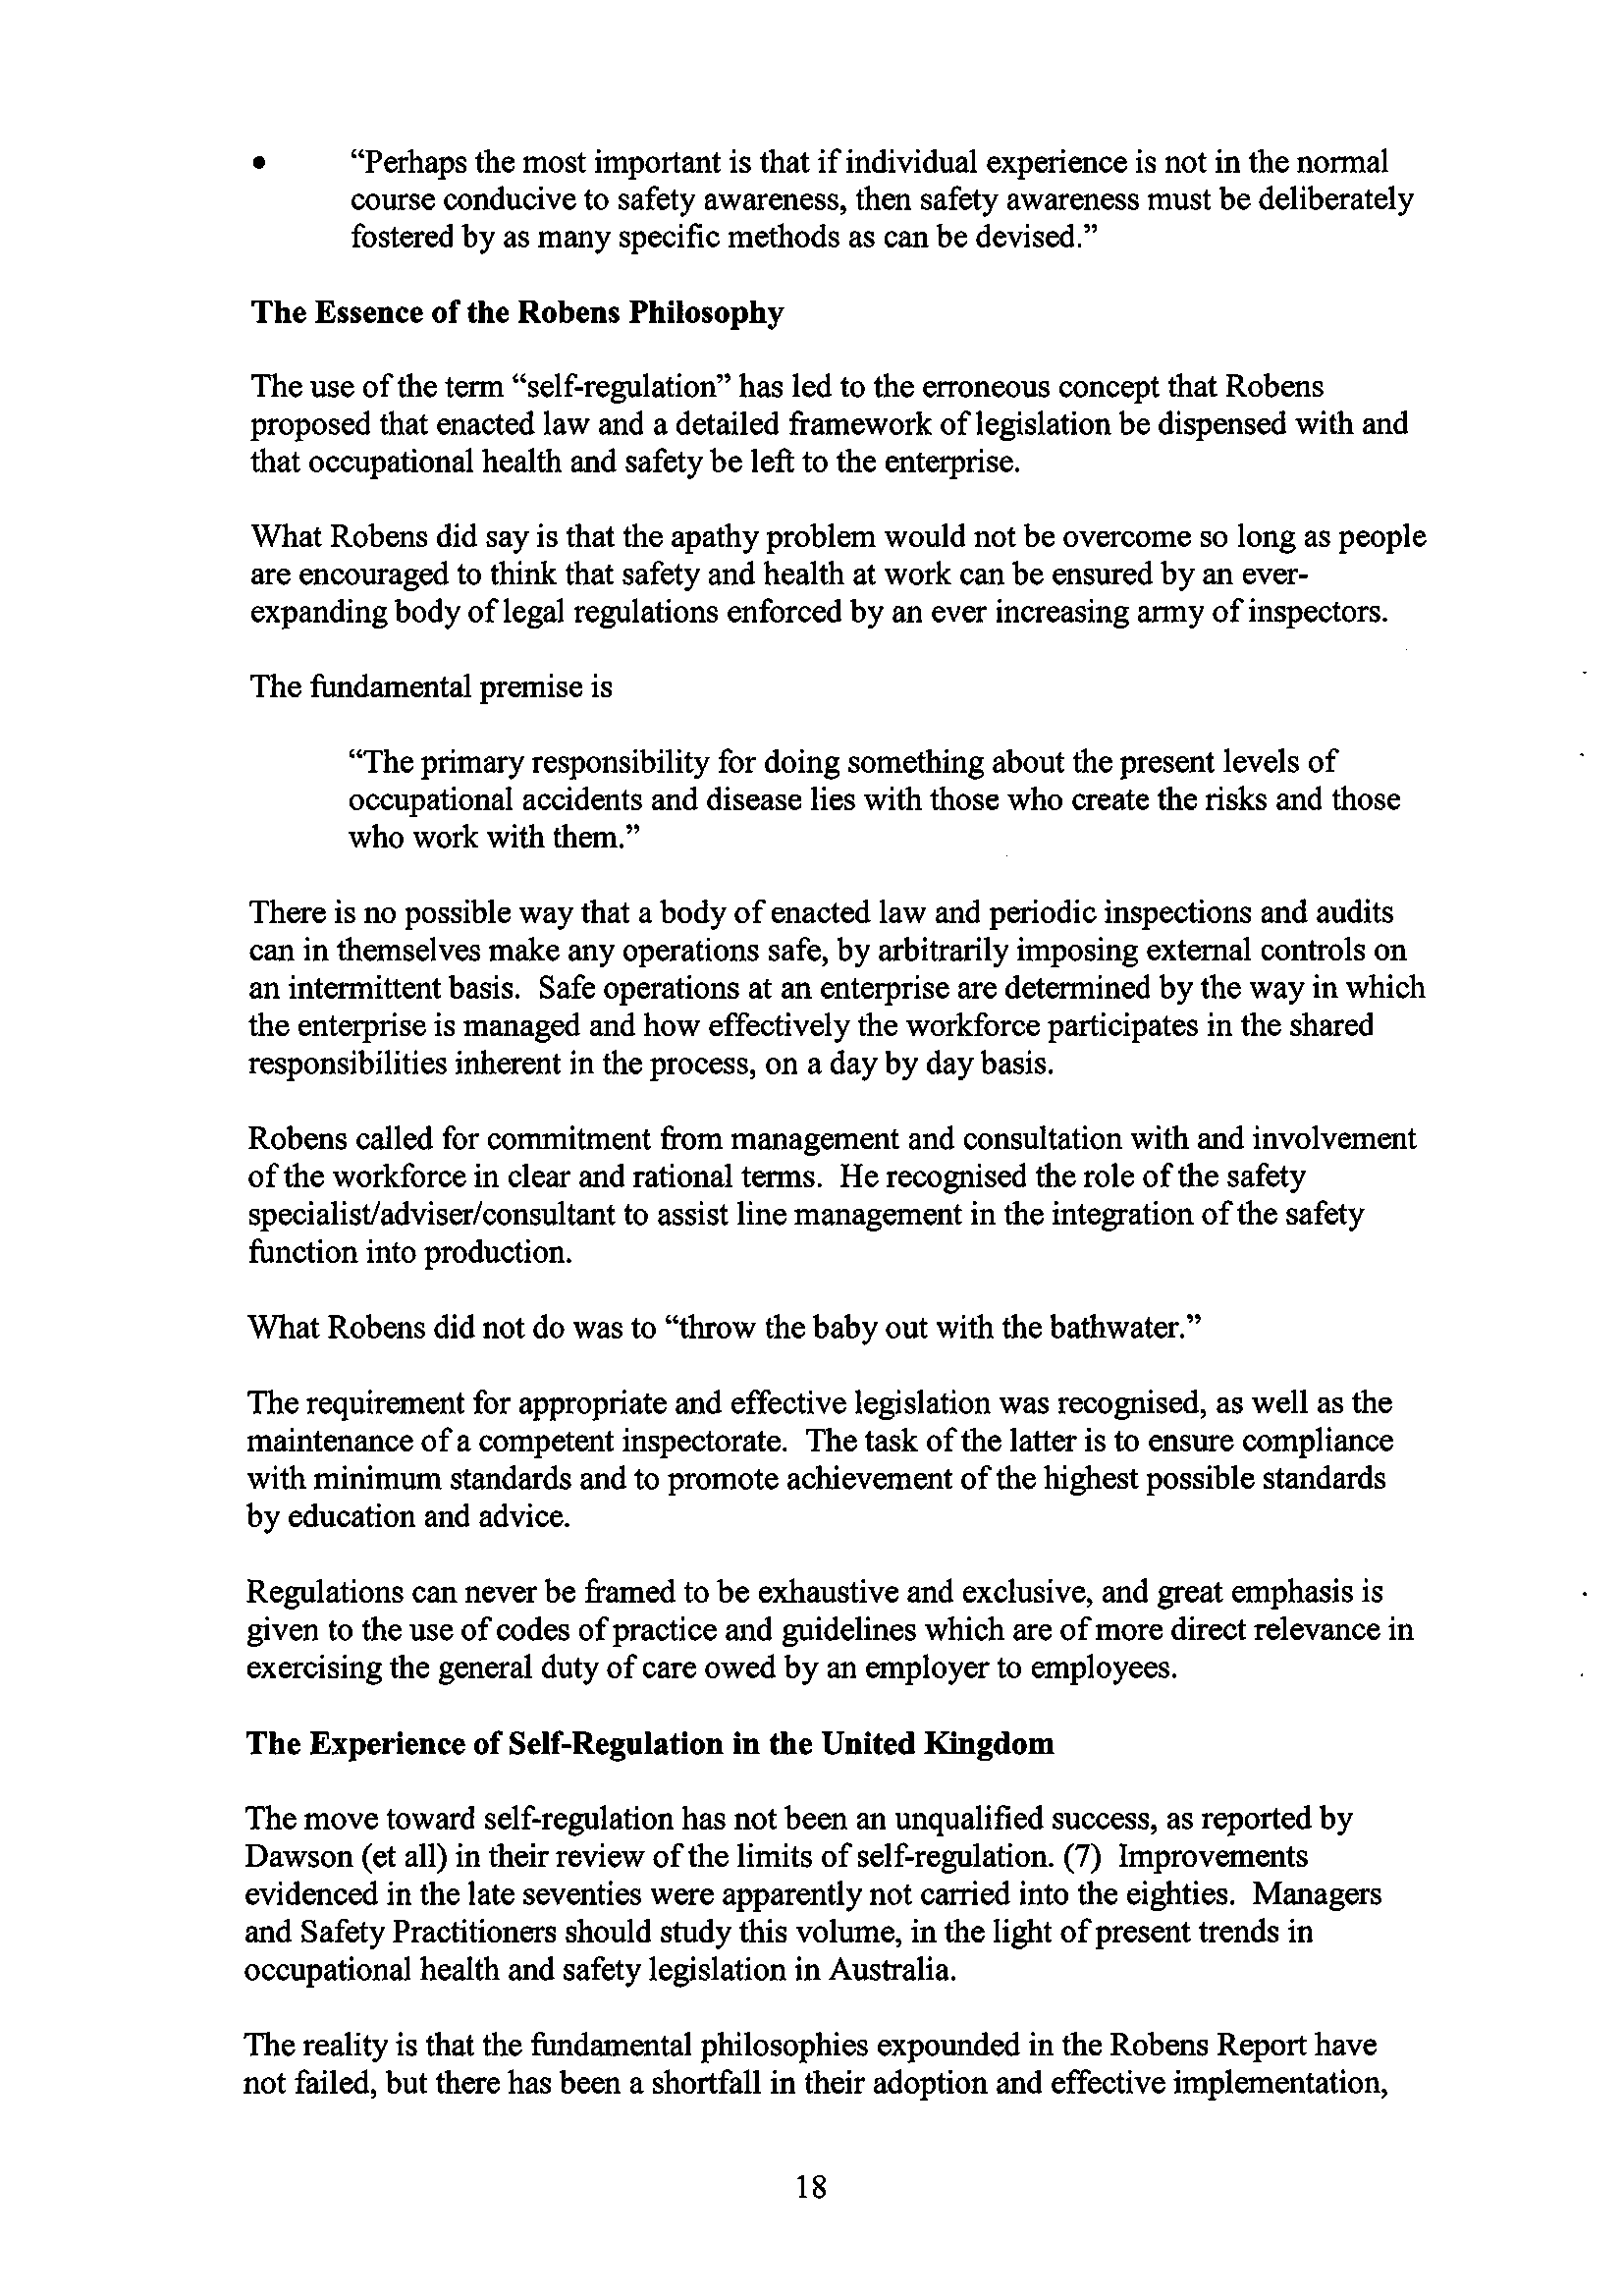 • “Perhaps the most important is that if individual experience is not in the normal
course conducive to safety awareness, then safety awareness must be deliberately
fostered by as many specific methods as can be devised.”
The Essence of the Robens Philosophy
The use of the term “self-regulation” has led to the erroneous concept that Robens
proposed that enacted law and a detailed framework of legislation be dispensed with and
that occupational health and safety be left to the enterprise.
What Robens did say is that the apathy problem would not be overcome so long as people
are encouraged to think that safety and health at work can be ensured by an ever-
expanding body of legal regulations enforced by an ever increasing army of inspectors.
The fundamental premise is
“The primary responsibility for doing something about the present levels of
occupational accidents and disease lies with those who create the risks and those
who work with them.”
There is no possible way that a body of enacted law and periodic inspections and audits
can in themselves make any operations safe, by arbitrarily imposing external controls on
an intermittent basis.  Safe operations at an enterprise are determined by the way in which
the enterprise is managed and how effectively the workforce participates in the shared
responsibilities inherent in the process, on a day by day basis.
Robens called for commitment from management and consultation with and involvement
of the workforce in clear and rational terms.  He recognised the role of the safety
specialist/adviser/consultant to assist line management in the integration of the safety
function into production.
What Robens did not do was to “throw the baby out with the bathwater.”
The requirement for appropriate and effective legislation was recognised, as well as the
maintenance of a competent inspectorate.  The task of the latter is to ensure compliance
with minimum standards and to promote achievement of the highest possible standards
by education and advice.
Regulations can never be framed to be exhaustive and exclusive, and great emphasis is
given to the use of codes of practice and guidelines which are of more direct relevance in
exercising the general duty of care owed by an employer to employees.
The Experience of Self-Regulation in the United Kingdom
The move toward self-regulation has not been an unqualified success, as reported by
Dawson (et all) in their review of the limits of self-regulation. (7)  Improvements
evidenced in the late seventies were apparently not carried into the eighties.  Managers
and Safety Practitioners should study this volume, in the light of present trends in
occupational health and safety legislation in Australia.
The reality is that the fundamental philosophies expounded in the Robens Report have
not failed, but there has been a shortfall in their adoption and effective implementation,
18